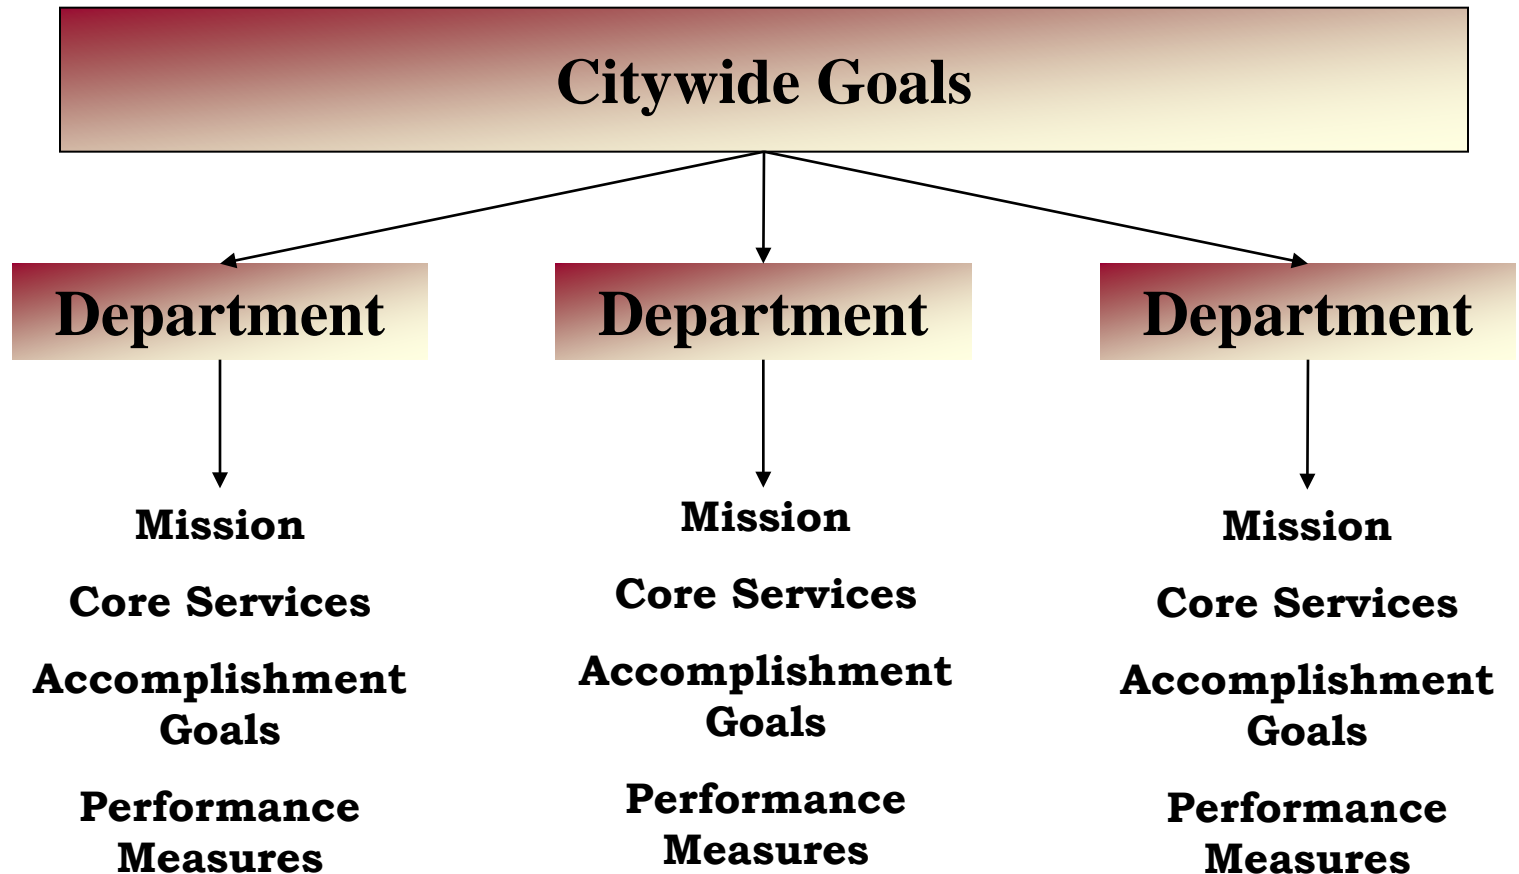 Citywide Goals
Department
Department
Department
Mission
Core Services
Accomplishment
Goals
Performance
Measures
Mission
Core Services
Accomplishment
Goals
Performance
Measures
Mission
Core Services
Accomplishment
Goals
Performance
Measures